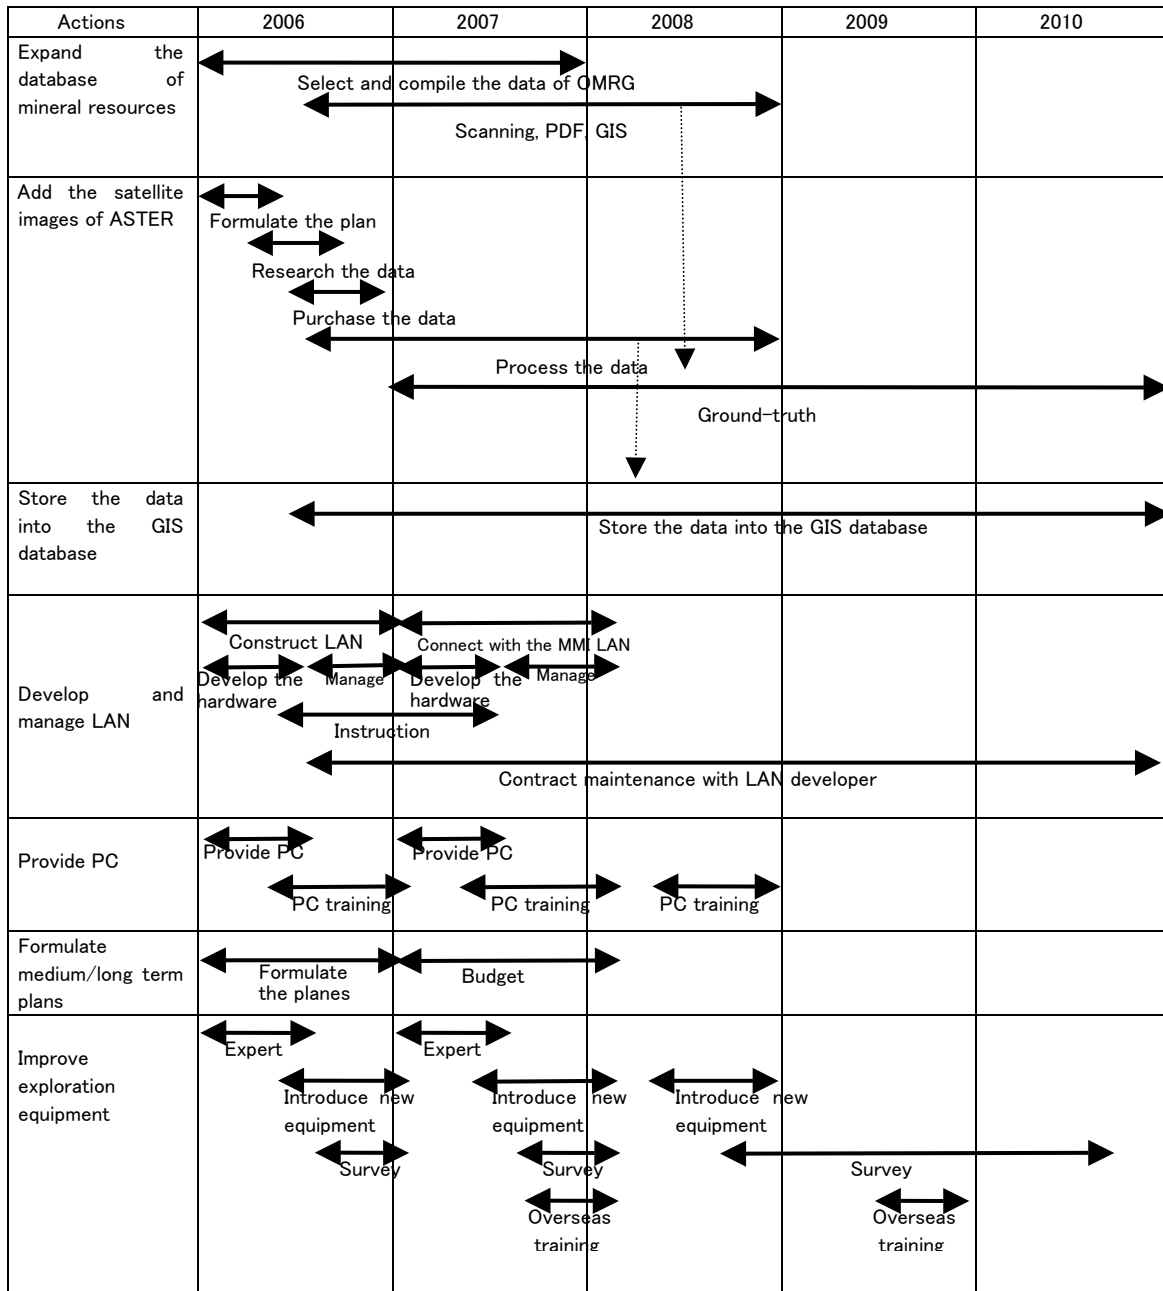 Actions 2006 2007 2008 2009 2010
Expand the
database of
mineral resources
Select and compile the data of OMRG
Scanning, PDF, GIS
Add the satellite
images of ASTER
Formulate the plan
Research the data
Purchase the data
Process the data
Ground-truth
Store the data
into the GIS
database
Store the data into the GIS database
Develop and
manage LAN
Construct LAN
Connect with the MMI LAN
Develop the
hardware
Manage
Develop the
hardware
Manage
Instruction
Contract maintenance with LAN developer
Provide PC
Provide PC
Provide PC
PC training
PC training
PC training
Formulate
medium/long term
plans
Formulate
the planes
Budget
Improve
exploration
equipment
Expert
Expert
Introduce new
equipment
Introduce new
equipment
Introduce new
equipment
Survey
Survey
Survey
Overseas
training
Overseas
training